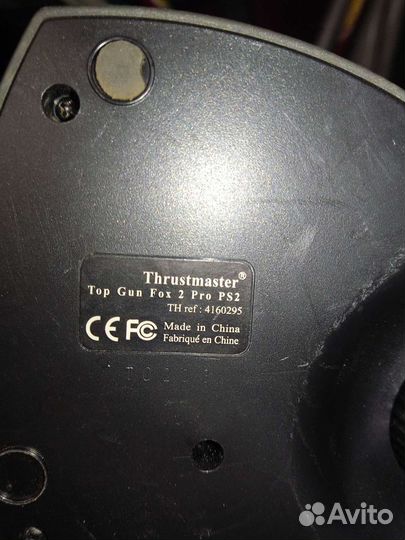 Thrustmaster®
Top Gun Fox 2 Pro PS2
TH ref : 4160295
CE FC Made in China
Fabriqué en Chine
Avito